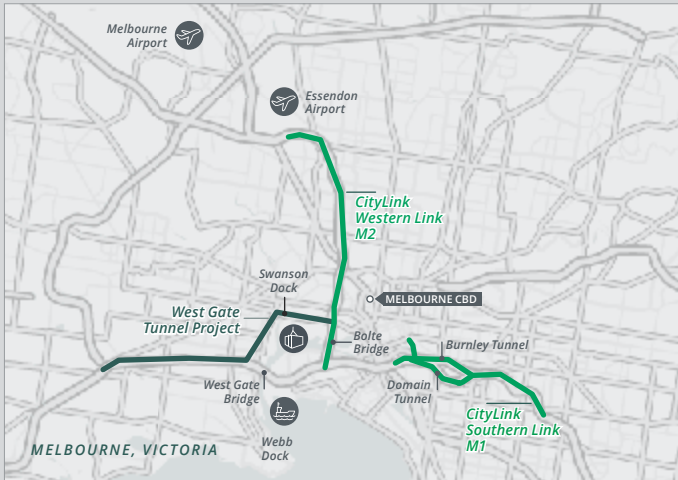 Melbourne
Airport
Essendon
Airport
CityLink
Western Link
M2
Swanson
Dock
MELBOURNE CBD
West Gate
Tunnel Project
Bolte
Bridge
Burnley Tunnel
West Gate
Bridge
Domain
Tunnel
CityLink
Southern Link
M1
Webb
Dock
MELBOURNE, VICTORIA